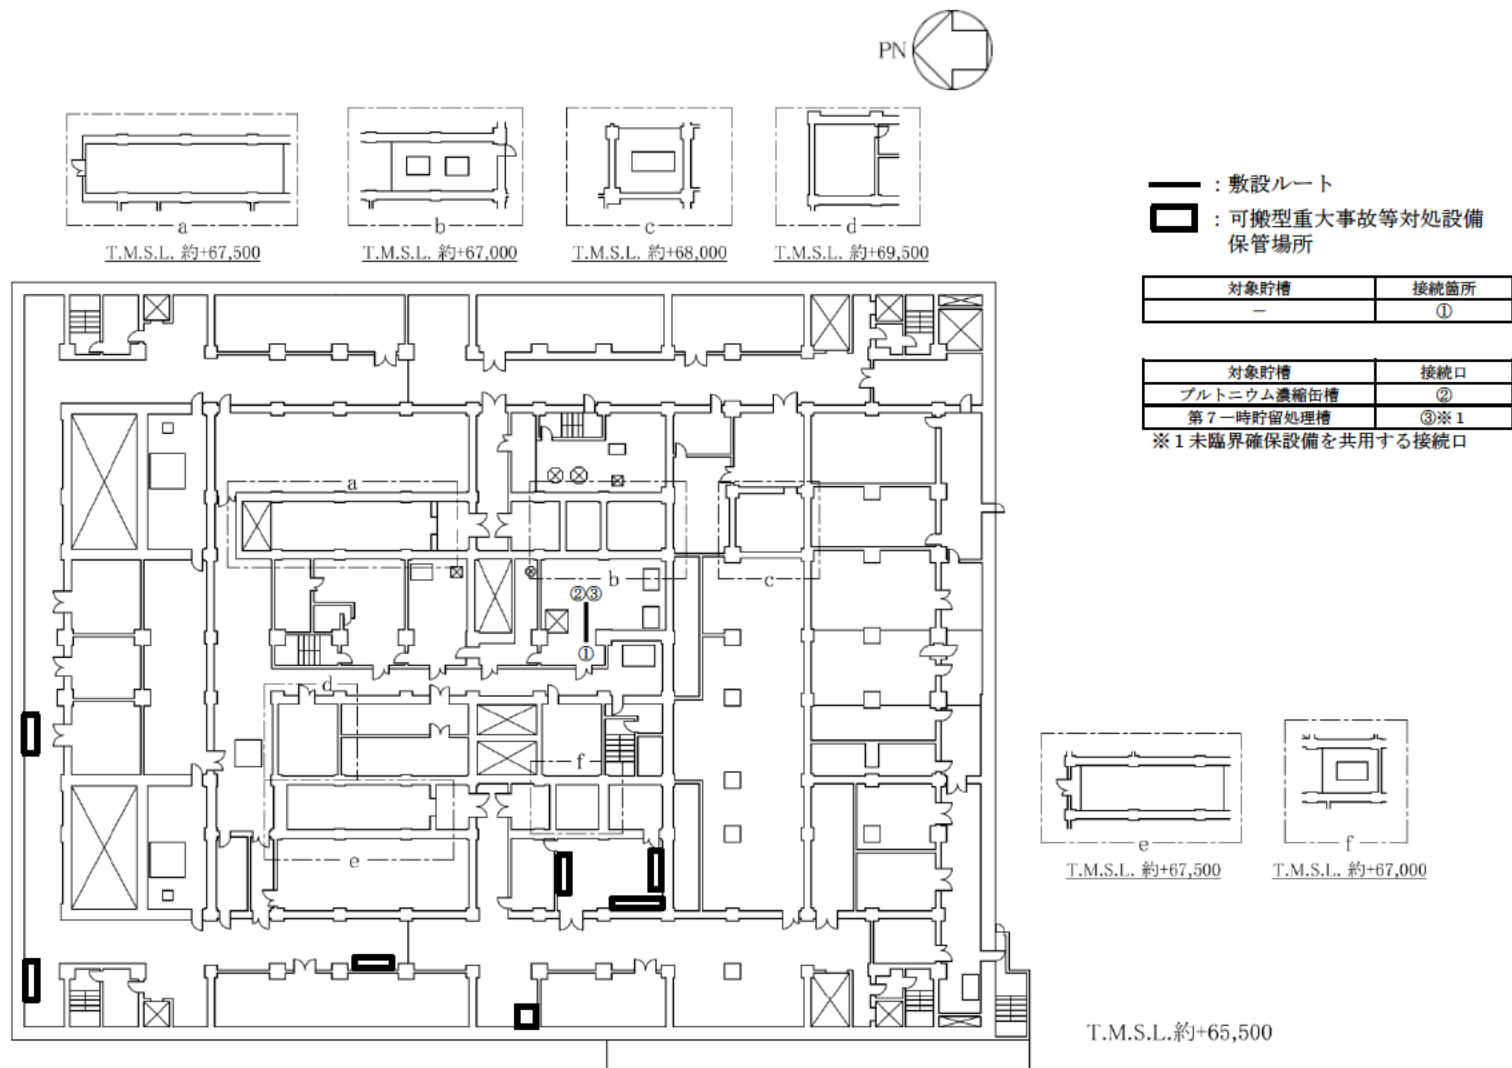 PN
a
T.M.S.L. 約+67,500
b
T.M.S.L. 約+67,000
c
T.M.S.L. 約+68,000
d
T.M.S.L. 約+69,500
：敷設ルート
：可搬型重大事故等対処設備
保管場所
対象貯槽 接続箇所
－ ①
対象貯槽 接続口
プルトニウム濃縮缶槽 ②
第７一時貯留処理槽 ③※１
※１未臨界確保設備を共用する接続口
a
b
c
②③
①
d
f
e
e
T.M.S.L. 約+67,500
f
T.M.S.L. 約+67,000
T.M.S.L.約+65,500